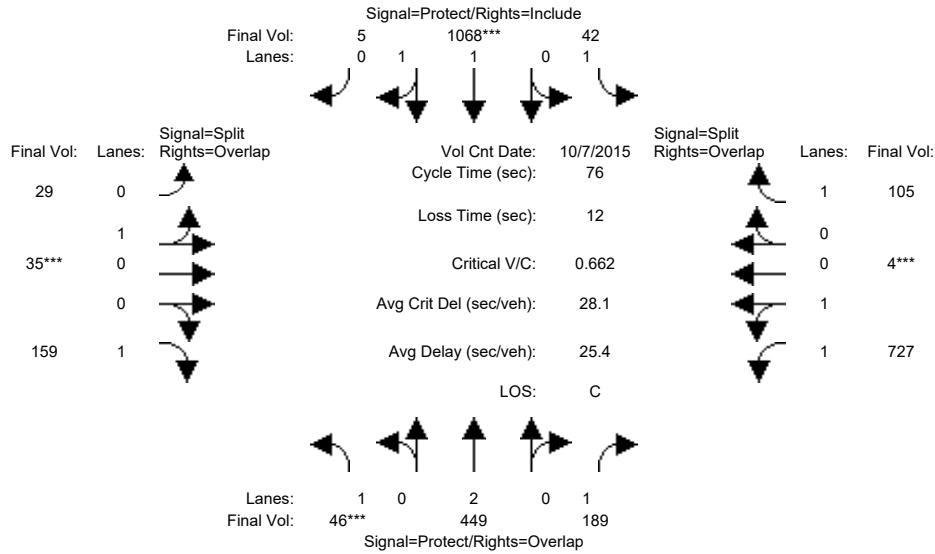 Signal=Protect/Rights=Include
Final Vol: 5 1068*** 42
Lanes: 0 1 1 0 1
Signal=Split
Final Vol: Lanes: Rights=Overlap
Vol Cnt Date: 10/7/2015
Signal=Split
Rights=Overlap Lanes: Final Vol:
Cycle Time (sec): 76
29 0
1 105
Loss Time (sec): 12
1
0
35*** 0
Critical V/C: 0.662
0 4***
0
Avg Crit Del (sec/veh): 28.1
1
159 1
Avg Delay (sec/veh): 25.4
1 727
LOS: C
Lanes: 1 0 2 0 1
Final Vol: 46*** 449 189
Signal=Protect/Rights=Overlap